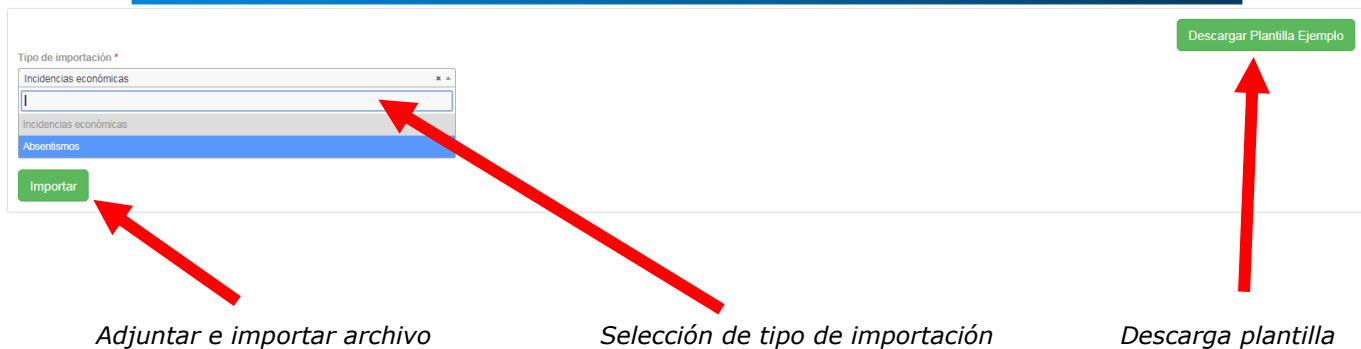 Descargar Plantilla Ejemplo
Tipo de importación *
Incidencias económicas × ▴
Incidencias económicas
Absentismos
Importar
Adjuntar e importar archivo
Selección de tipo de importación
Descarga plantilla